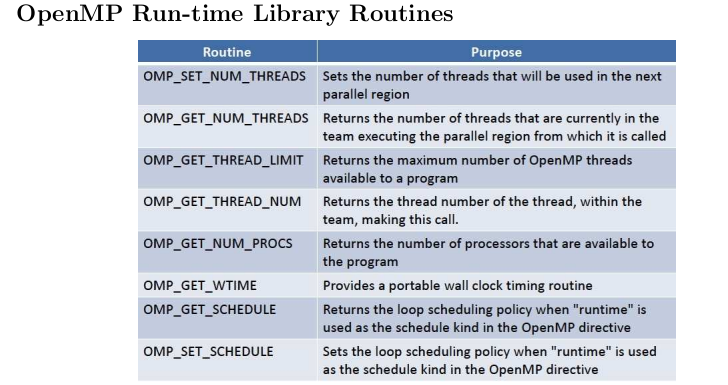 OpenMP Run-time Library Routines
Routine Purpose
OMP_SET_NUM_THREADS Sets the number of threads that will be used in the next
parallel region
OMP_GET_NUM_THREADS Returns the number of threads that are currently in the
team executing the parallel region from which it is called
OMP_GET_THREAD_LIMIT Returns the maximum number of OpenMP threads
available to a program
OMP_GET_THREAD_NUM Returns the thread number of the thread, within the
team, making this call.
OMP_GET_NUM_PROCS Returns the number of processors that are available to
the program
OMP_GET_WTIME Provides a portable wall clock timing routine
OMP_GET_SCHEDULE Returns the loop scheduling policy when "runtime" is
used as the schedule kind in the OpenMP directive
OMP_SET_SCHEDULE Sets the loop scheduling policy when "runtime" is used
as the schedule kind in the OpenMP directive